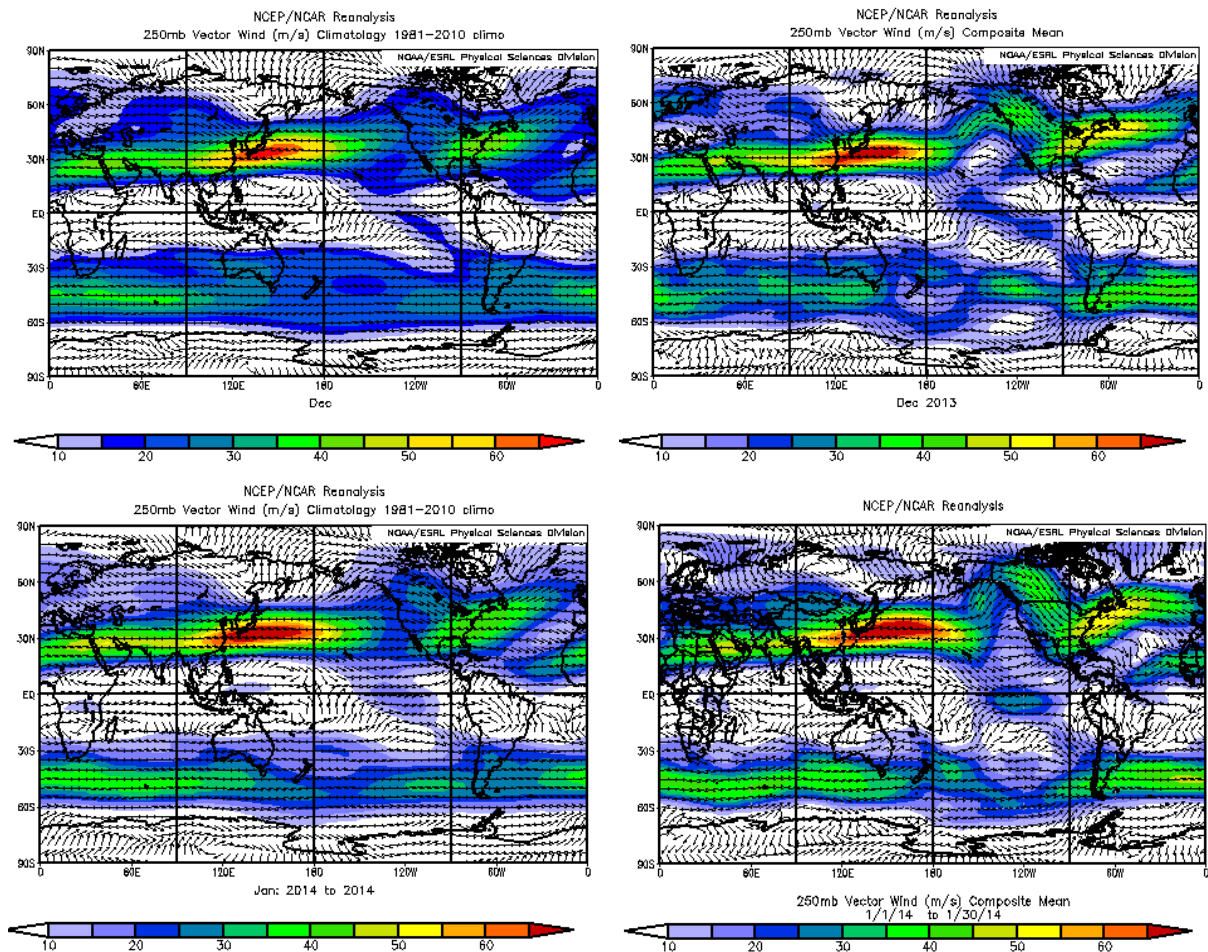 NCEP/NCAR Reanalysis
250mb Vector Wind (m/s) Climatology 1981-2010 climo
NOAA/ESRL Physical Sciences Division
90N
60N
30N
EQ
30S
60S
90S
0 60E 120E 180 120W 60W 0
Dec
10 20 30 40 50 60
NCEP/NCAR Reanalysis
250mb Vector Wind (m/s) Composite Mean
NOAA/ESRL Physical Sciences Division
90N
60N
30N
EQ
30S
60S
90S
0 60E 120E 180 120W 60W 0
Dec 2013
10 20 30 40 50 60
NCEP/NCAR Reanalysis
250mb Vector Wind (m/s) Climatology 1981-2010 climo
NOAA/ESRL Physical Sciences Division
90N
60N
30N
EQ
30S
60S
90S
0 60E 120E 180 120W 60W 0
Jan: 2014 to 2014
10 20 30 40 50 60
NCEP/NCAR Reanalysis
NOAA/ESRL Physical Sciences Division
90N
60N
30N
EQ
30S
60S
90S
0 60E 120E 180 120W 60W 0
250mb Vector Wind (m/s) Composite Mean
1/1/14 to 1/30/14
10 20 30 40 50 60